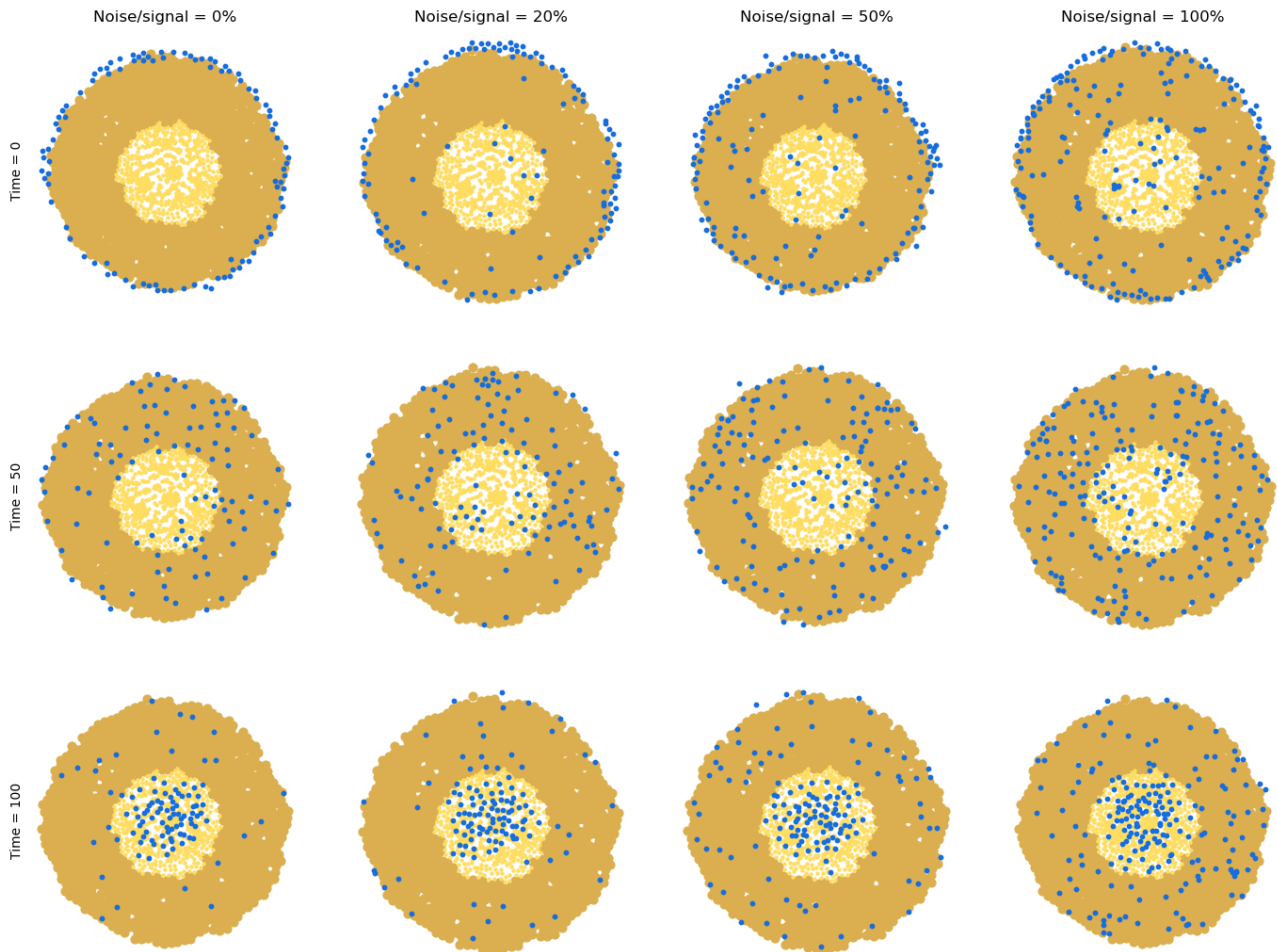 Noise/signal = 0%
Noise/signal = 20%
Noise/signal = 50%
Noise/signal = 100%
Time = 0
Time = 50
Time = 100